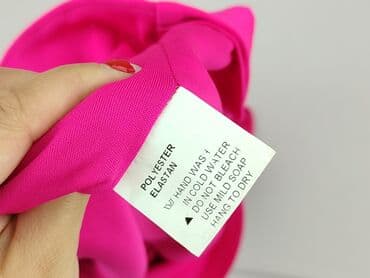 POLYESTER
ELASTAN
HAND WAS
IN COLD WATER
DO NOT BLEACH
USE MILD SOAP
HANG TO DRY